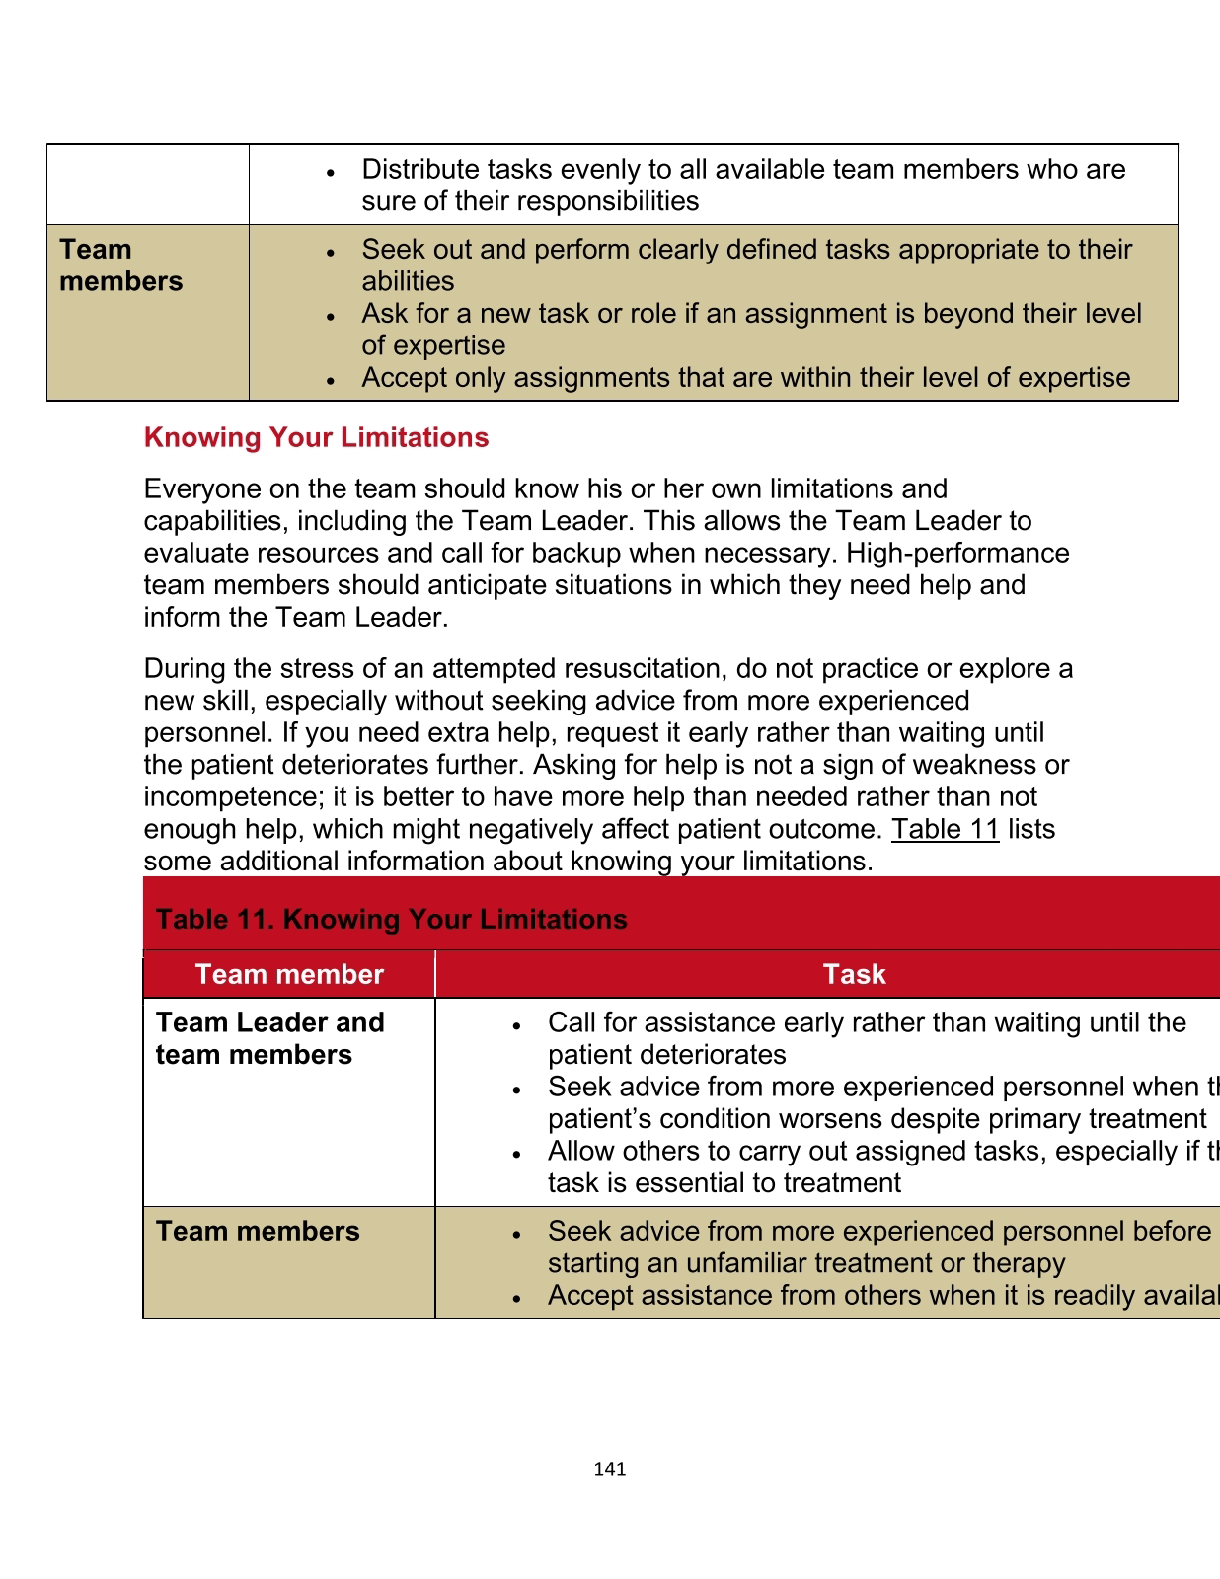 • Distribute tasks evenly to all available team members who are
sure of their responsibilities
Team
members
• Seek out and perform clearly defined tasks appropriate to their
abilities
• Ask for a new task or role if an assignment is beyond their level
of expertise
• Accept only assignments that are within their level of expertise
Knowing Your Limitations
Everyone on the team should know his or her own limitations and
capabilities, including the Team Leader. This allows the Team Leader to
evaluate resources and call for backup when necessary. High-performance
team members should anticipate situations in which they need help and
inform the Team Leader.
During the stress of an attempted resuscitation, do not practice or explore a
new skill, especially without seeking advice from more experienced
personnel. If you need extra help, request it early rather than waiting until
the patient deteriorates further. Asking for help is not a sign of weakness or
incompetence; it is better to have more help than needed rather than not
enough help, which might negatively affect patient outcome. Table 11 lists
some additional information about knowing your limitations.
Table 11. Knowing Your Limitations
Team member
Task
Team Leader and
team members
• Call for assistance early rather than waiting until the
patient deteriorates
• Seek advice from more experienced personnel when
patient’s condition worsens despite primary treatment
• Allow others to carry out assigned tasks, especially if
task is essential to treatment
Team members
• Seek advice from more experienced personnel before
starting an unfamiliar treatment or therapy
• Accept assistance from others when it is readily
141